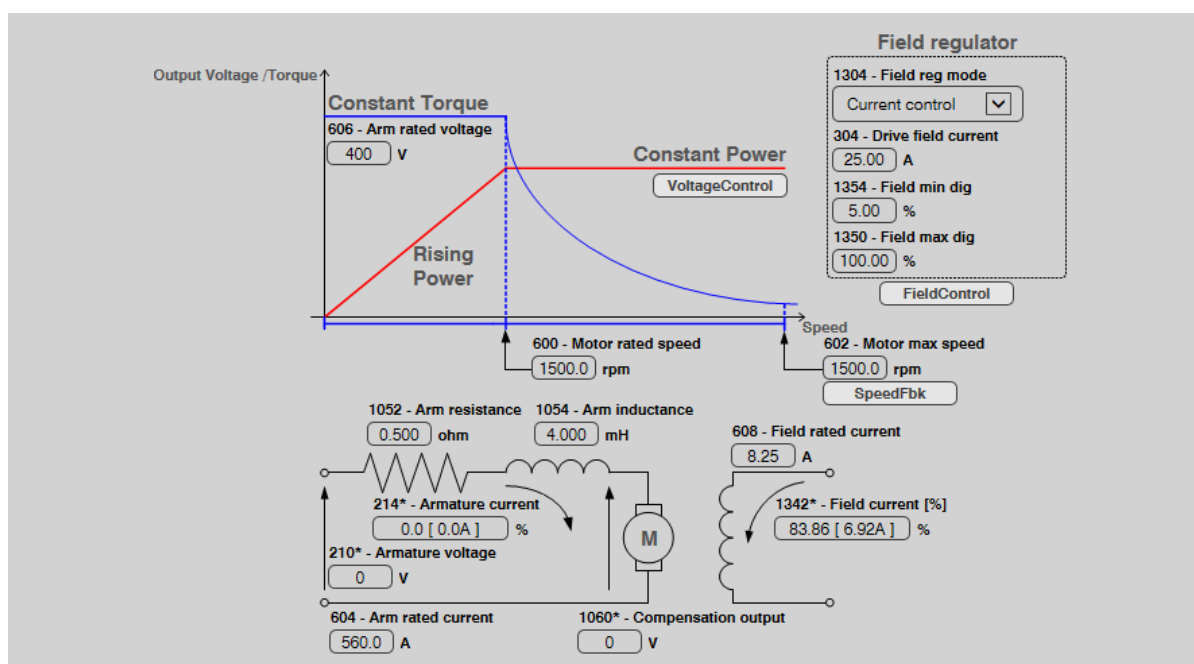 Field regulator
Output Voltage /Torque
1304 - Field reg mode
Constant Torque
Current control
606 - Arm rated voltage
400 V
304 - Drive field current
25.00 A
Constant Power
VoltageControl
1354 - Field min dig
5.00 %
1350 - Field max dig
100.00 %
Rising
Power
FieldControl
Speed
600 - Motor rated speed
1500.0 rpm
602 - Motor max speed
1500.0 rpm
SpeedFbk
1052 - Arm resistance
0.500 ohm
1054 - Arm inductance
4.000 mH
608 - Field rated current
8.25 A
214* - Armature current
0.0 [ 0.0A ] %
1342* - Field current [%]
83.86 [ 6.92A ] %
M
210* - Armature voltage
0 V
604 - Arm rated current
560.0 A
1060* - Compensation output
0 V